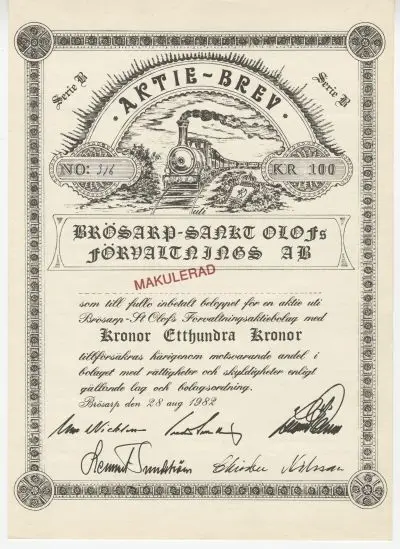 AKTIE-BREV
Serie B
Serie B
NO:
KR 100
uti
BRÖSARP-SANKT OLOFs
FÖRVALTNINGS AB
MAKULERAD
som till fullo inbetalt beloppet för en aktie uti
Brösarp-St Olofs Förvaltningsaktiebolag med
Kronor Etthundra Kronor
tillförsäkras härigenom motsvarande andel i
bolaget med rättigheter och skyldigheter enligt
gällande lag och bolagsordning.
Brösarp den 28 aug 1982